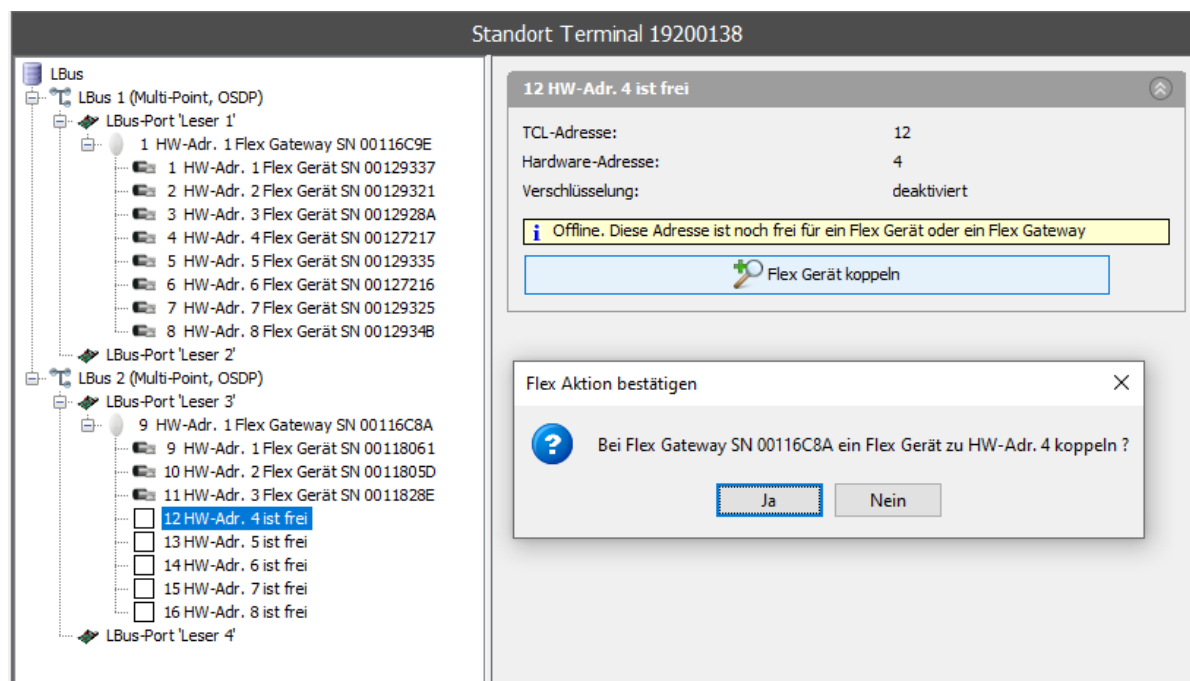 Standort Terminal 19200138
LBus
LBus 1 (Multi-Point, OSDP)
LBus-Port 'Leser 1'
1 HW-Adr. 1 Flex Gateway SN 00116C9E
1 HW-Adr. 1 Flex Gerät SN 00129337
2 HW-Adr. 2 Flex Gerät SN 00129321
3 HW-Adr. 3 Flex Gerät SN 0012928A
4 HW-Adr. 4 Flex Gerät SN 00127217
5 HW-Adr. 5 Flex Gerät SN 00129335
6 HW-Adr. 6 Flex Gerät SN 00127216
7 HW-Adr. 7 Flex Gerät SN 00129325
8 HW-Adr. 8 Flex Gerät SN 0012934B
LBus-Port 'Leser 2'
LBus 2 (Multi-Point, OSDP)
LBus-Port 'Leser 3'
9 HW-Adr. 1 Flex Gateway SN 00116C8A
9 HW-Adr. 1 Flex Gerät SN 00118061
10 HW-Adr. 2 Flex Gerät SN 0011805D
11 HW-Adr. 3 Flex Gerät SN 0011828E
12 HW-Adr. 4 ist frei
13 HW-Adr. 5 ist frei
14 HW-Adr. 6 ist frei
15 HW-Adr. 7 ist frei
16 HW-Adr. 8 ist frei
LBus-Port 'Leser 4'
12 HW-Adr. 4 ist frei
TCL-Adresse: 12
Hardware-Adresse: 4
Verschlüsselung: deaktiviert
Offline. Diese Adresse ist noch frei für ein Flex Gerät oder ein Flex Gateway
Flex Gerät koppeln
Flex Aktion bestätigen
Bei Flex Gateway SN 00116C8A ein Flex Gerät zu HW-Adr. 4 koppeln ?
Ja Nein